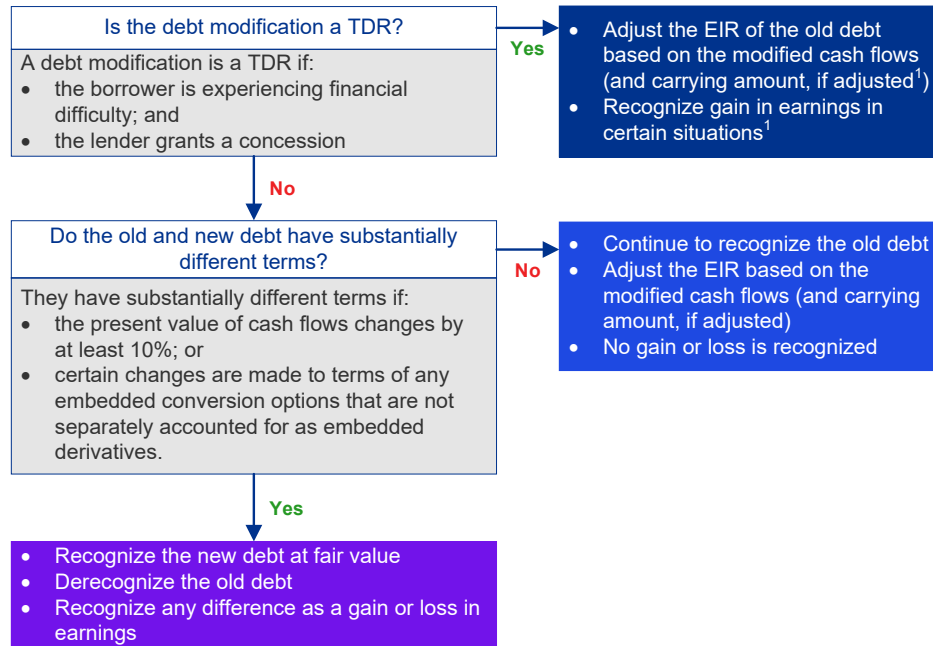 Is the debt modification a TDR?
A debt modification is a TDR if:
• the borrower is experiencing financial
difficulty; and
• the lender grants a concession
Yes
• Adjust the EIR of the old debt
based on the modified cash flows
(and carrying amount, if adjusted¹)
• Recognize gain in earnings in
certain situations¹
No
Do the old and new debt have substantially
different terms?
They have substantially different terms if:
• the present value of cash flows changes by
at least 10%; or
• certain changes are made to terms of any
embedded conversion options that are not
separately accounted for as embedded
derivatives.
No
• Continue to recognize the old debt
• Adjust the EIR based on the
modified cash flows (and carrying
amount, if adjusted)
• No gain or loss is recognized
Yes
• Recognize the new debt at fair value
• Derecognize the old debt
• Recognize any difference as a gain or loss in
earnings